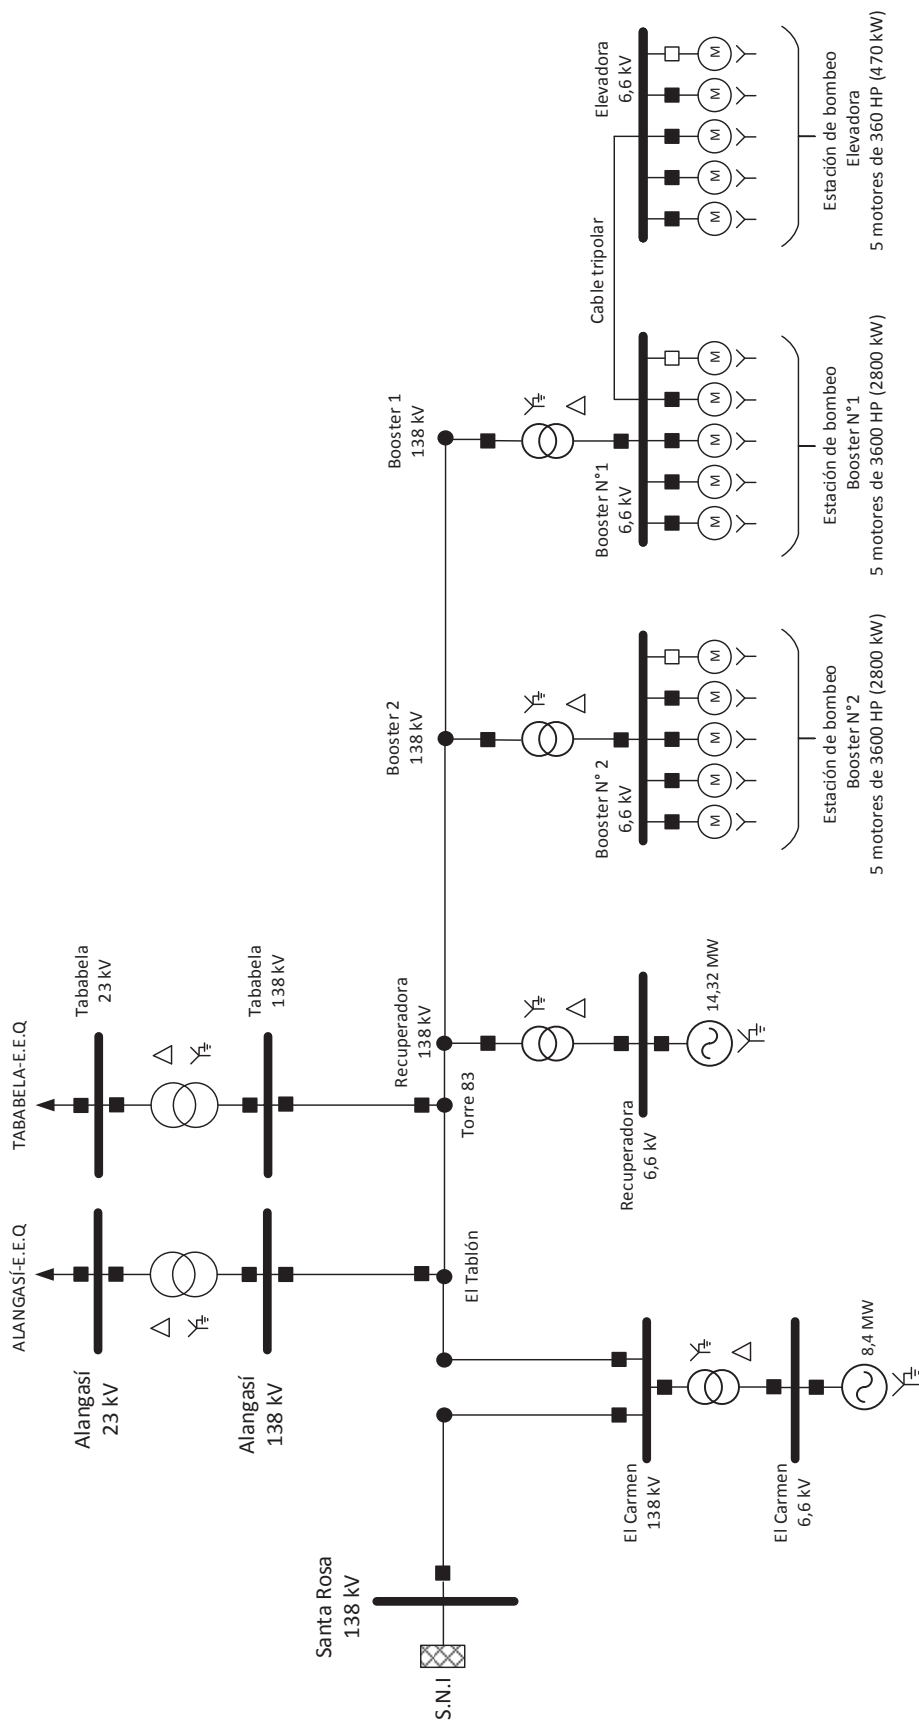 S.N.I
Santa Rosa
138 kV
ALANGASÍ-E.E.Q
Alangasí
23 kV
Alangasí
138 kV
El Tablón
El Carmen
138 kV
El Carmen
6,6 kV
8,4 MW
TABABELA-E.E.Q
Tababela
23 kV
Tababela
138 kV
Torre 83
Recuperadora
138 kV
Recuperadora
6,6 kV
14,32 MW
Booster 2
138 kV
Booster N° 2
6,6 kV
M
M
M
M
M
Estación de bombeo
Booster N°2
5 motores de 3600 HP (2800 kW)
Booster 1
138 kV
Booster N°1
6,6 kV
M
M
M
M
M
Estación de bombeo
Booster N°1
5 motores de 3600 HP (2800 kW)
Cable tripolar
Elevadora
6,6 kV
M
M
M
M
M
Estación de bombeo
Elevadora
5 motores de 360 HP (470 kW)